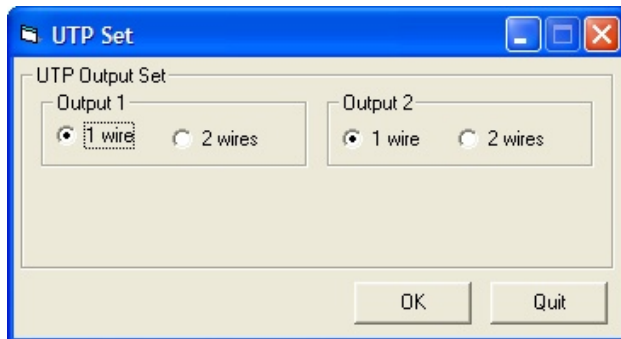 UTP Set
UTP Output Set
Output 1
1 wire 2 wires
Output 2
1 wire 2 wires
OK Quit